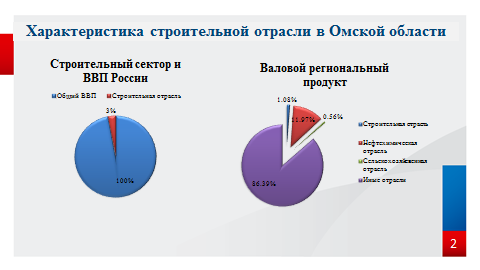 Характеристика строительной отрасли в Омской области
Строительный сектор и
ВВП России
Общий ВВП
Строительная отрасль
3%
100%
Валовой региональный
продукт
1.08%
11.97%
0.56%
86.39%
Строительная отрасль
Нефтехимическая
отрасль
Сельскохозяйственная
отрасль
Иные отрасли
2